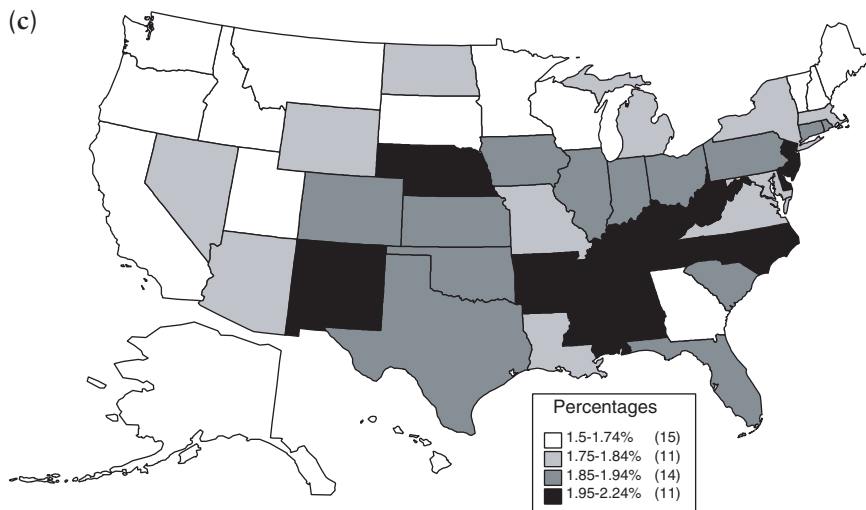 (c)
Percentages
1.5-1.74% (15)
1.75-1.84% (11)
1.85-1.94% (14)
1.95-2.24% (11)